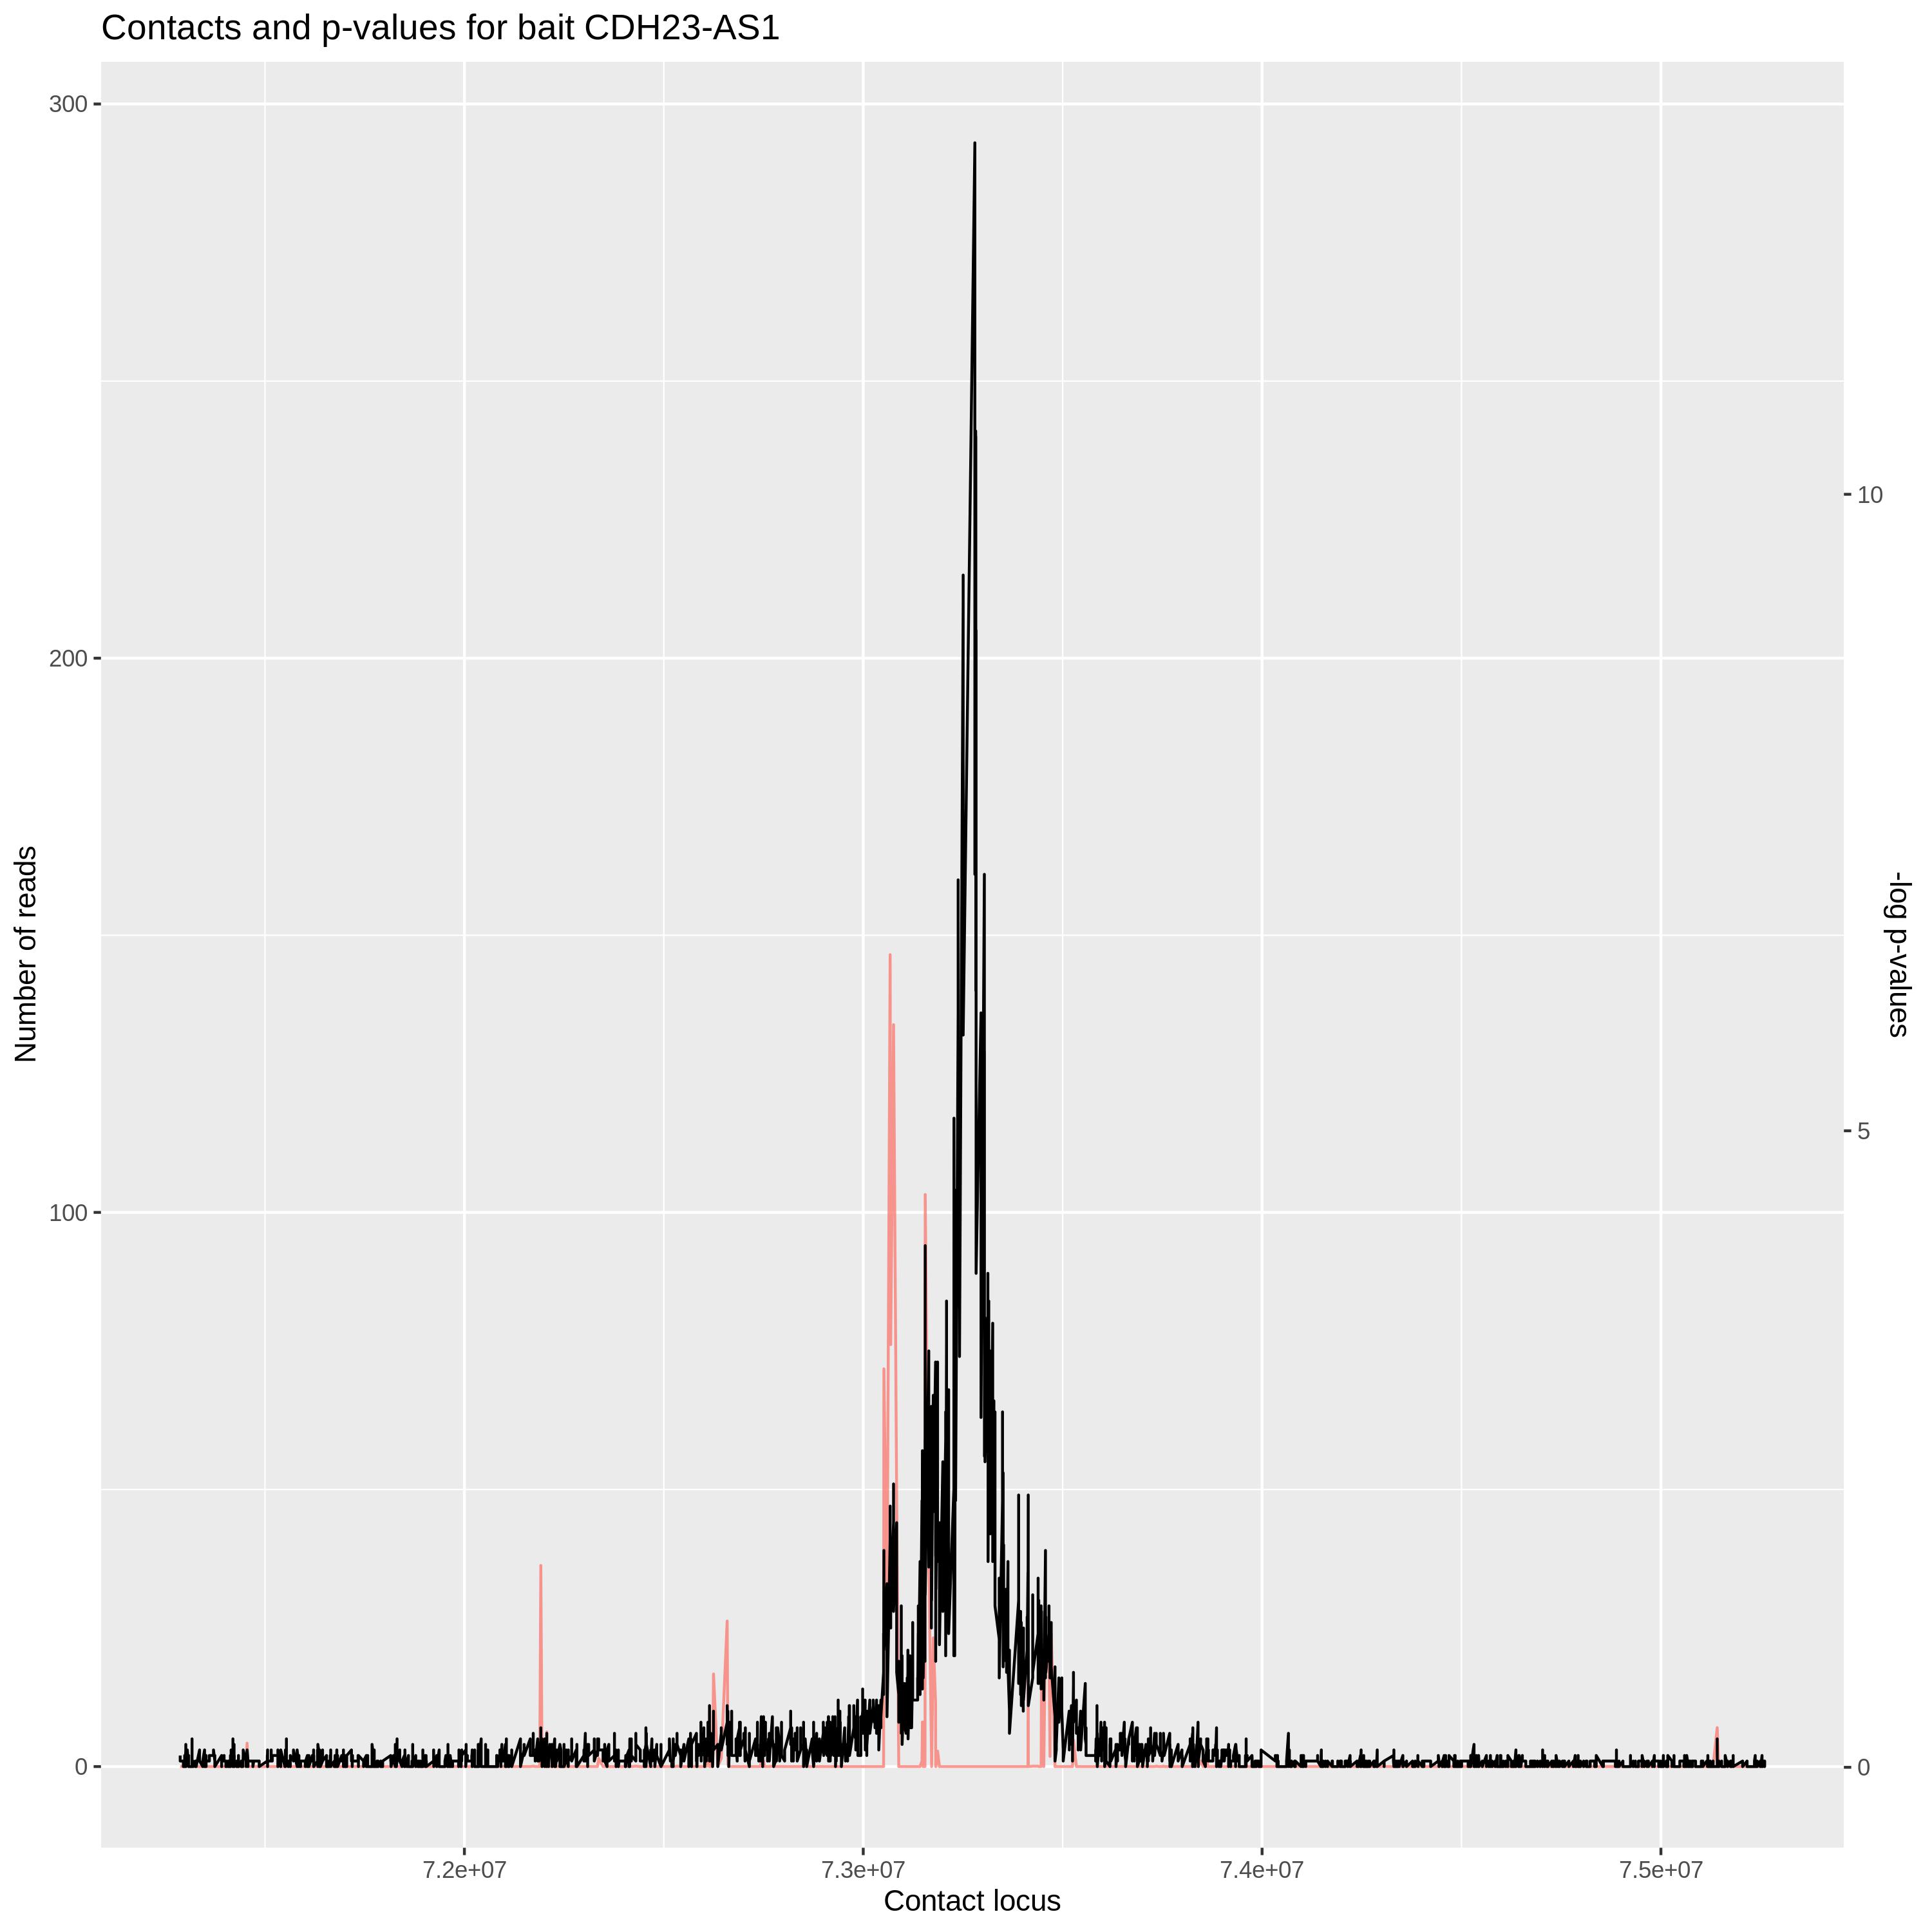 Contacts and p-values for bait CDH23-AS1
300
200
100
0
10
5
0
Number of reads
-log p-values
7.2e+07
7.3e+07
7.4e+07
7.5e+07
Contact locus